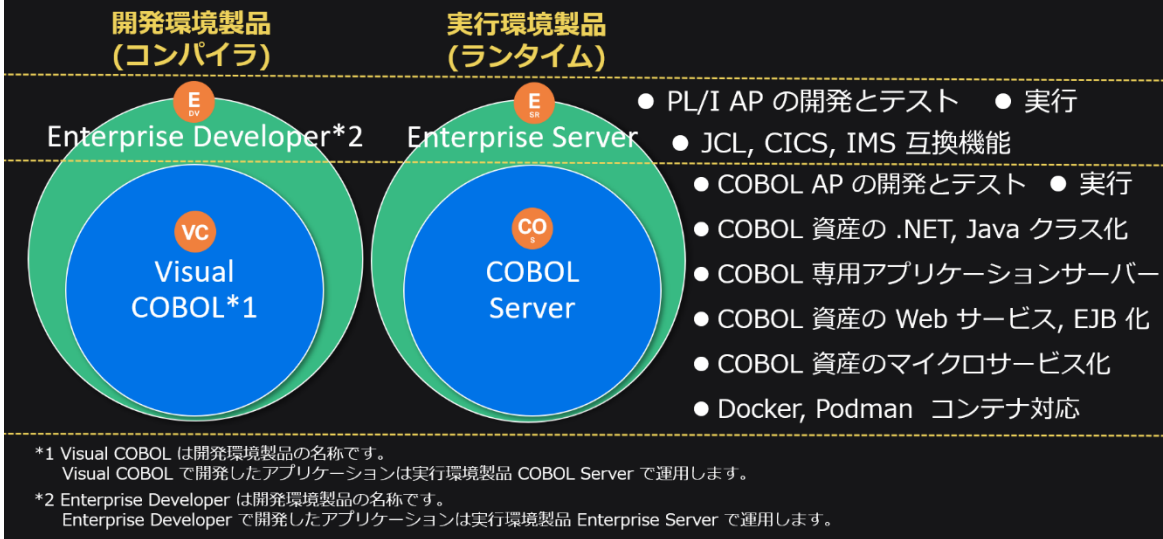 開発環境製品
(コンパイラ)
実行環境製品
(ランタイム)
E
DV
Enterprise Developer*2
E
SR
Enterprise Server
● PL/I AP の開発とテスト ● 実行
● JCL, CICS, IMS 互換機能
VC
Visual
COBOL*1
CO
S
COBOL
Server
● COBOL AP の開発とテスト ● 実行
● COBOL 資産の .NET, Java クラス化
● COBOL 専用アプリケーションサーバー
● COBOL 資産の Web サービス, EJB 化
● COBOL 資産のマイクロサービス化
● Docker, Podman コンテナ対応
*1 Visual COBOL は開発環境製品の名称です。
Visual COBOL で開発したアプリケーションは実行環境製品 COBOL Server で運用します。
*2 Enterprise Developer は開発環境製品の名称です。
Enterprise Developer で開発したアプリケーションは実行環境製品 Enterprise Server で運用します。